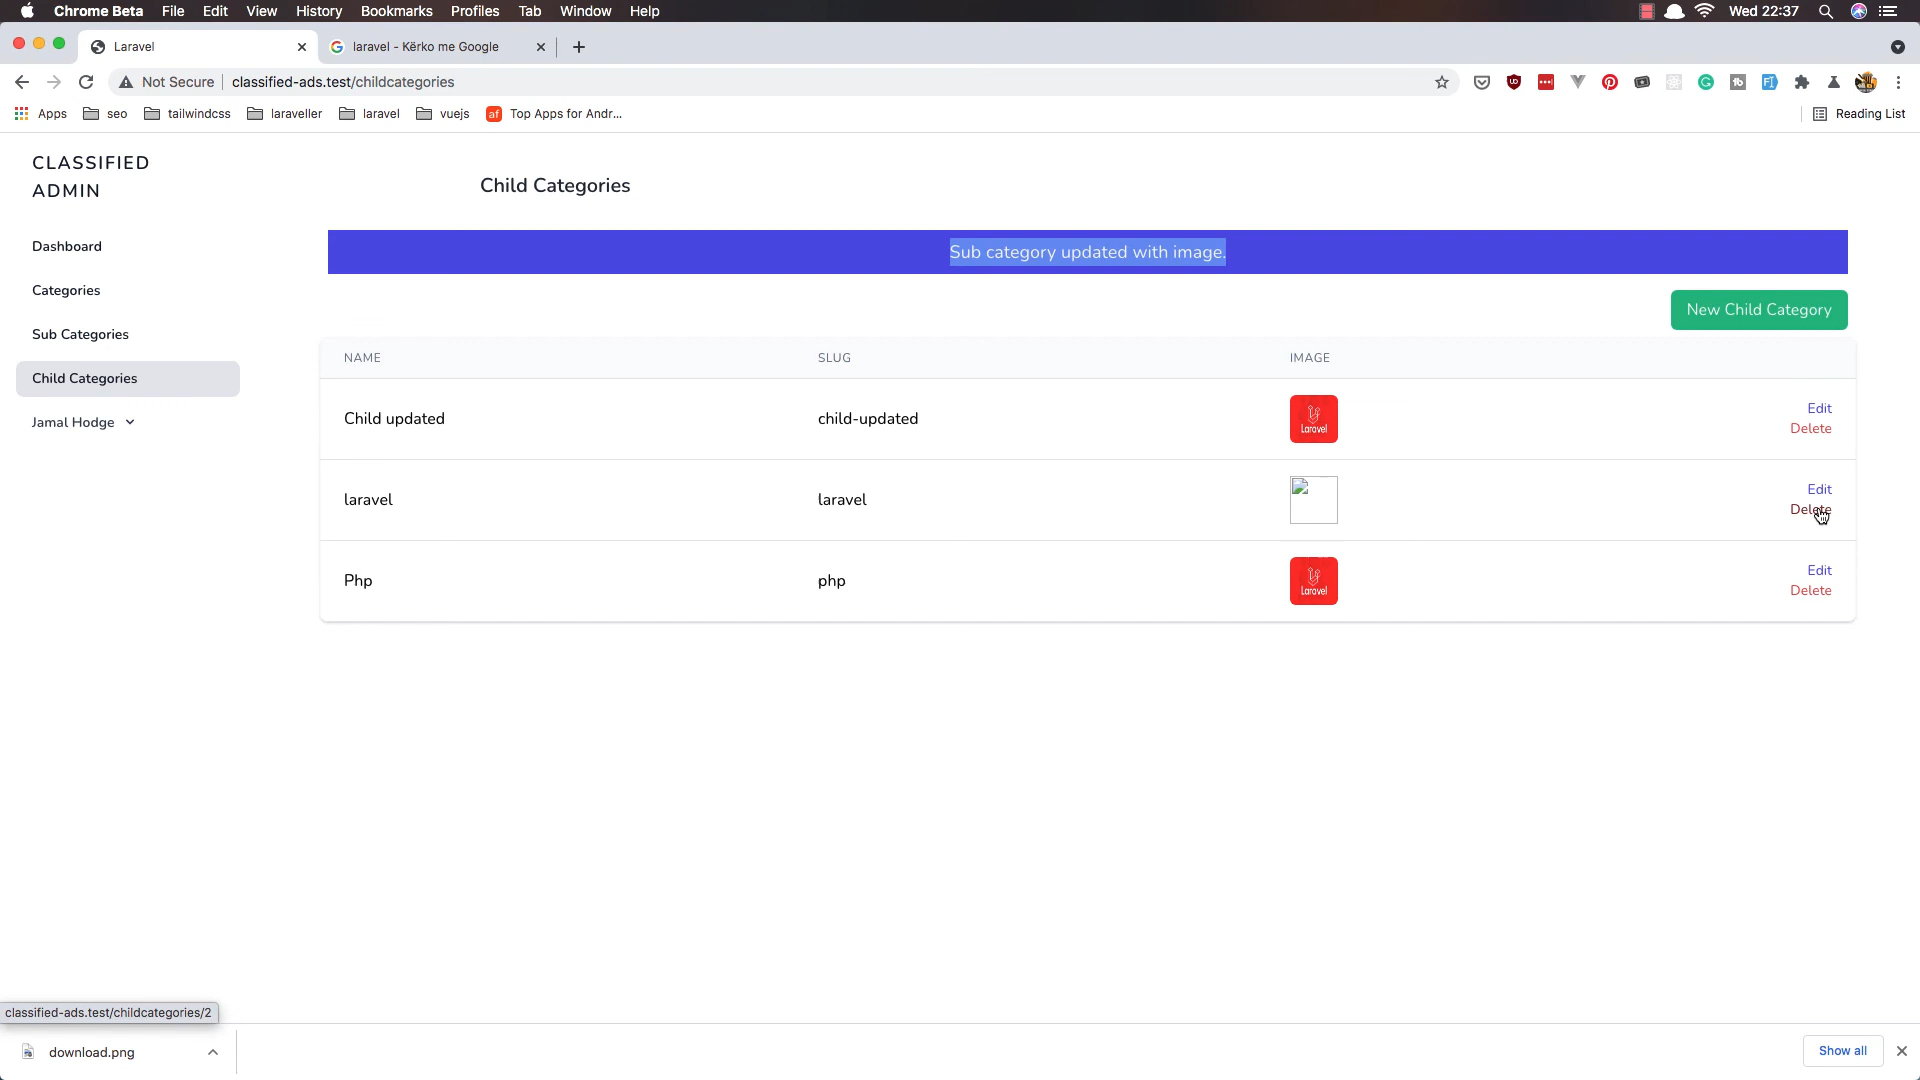 Chrome Beta File Edit View History Bookmarks Profiles Tab Window Help
Wed 22:37
Laravel
laravel - Kërko me Google
Not Secure classified-ads.test/childcategories
Apps seo tailwindcss laraveller laravel vuejs af Top Apps for Andr...
Reading List
CLASSIFIED
ADMIN
Dashboard
Categories
Sub Categories
Child Categories
Jamal Hodge
Child Categories
Sub category updated with image.
New Child Category
NAME SLUG IMAGE
Child updated child-updated Laravel Edit
Delete
laravel laravel Edit
Delete
Php php Laravel Edit
Delete
classified-ads.test/childcategories/2
download.png
Show all